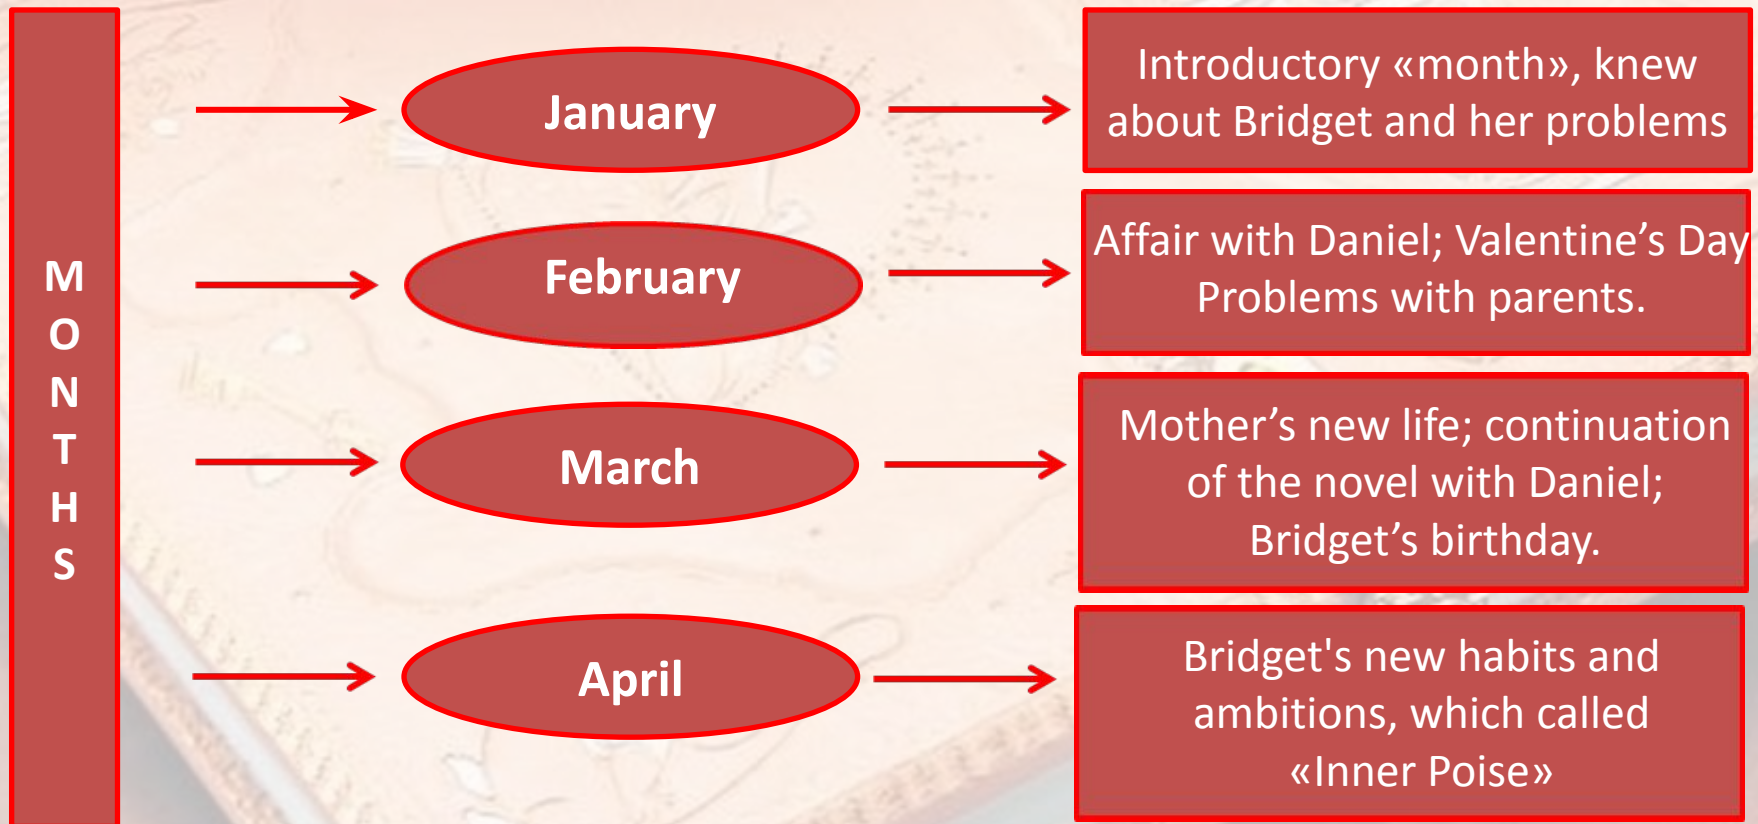 M
O
N
T
H
S
January
Introductory «month», knew
about Bridget and her problems
February
Affair with Daniel; Valentine’s Day
Problems with parents.
March
Mother’s new life; continuation
of the novel with Daniel;
Bridget’s birthday.
April
Bridget's new habits and
ambitions, which called
«Inner Poise»